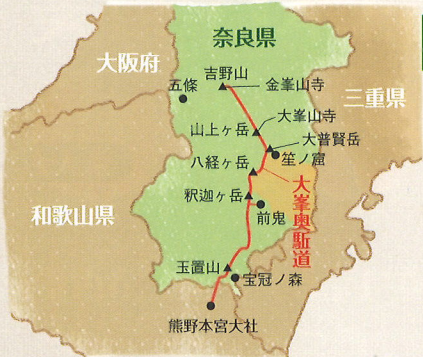 奈良県
大阪府
吉野山
金峯山寺
五條
三重県
大峯山寺
山上ヶ岳
大普賢岳
笙ノ窟
八経ヶ岳
釈迦ヶ岳
大峯奥駈道
和歌山県
前鬼
玉置山
宝冠ノ森
熊野本宮大社